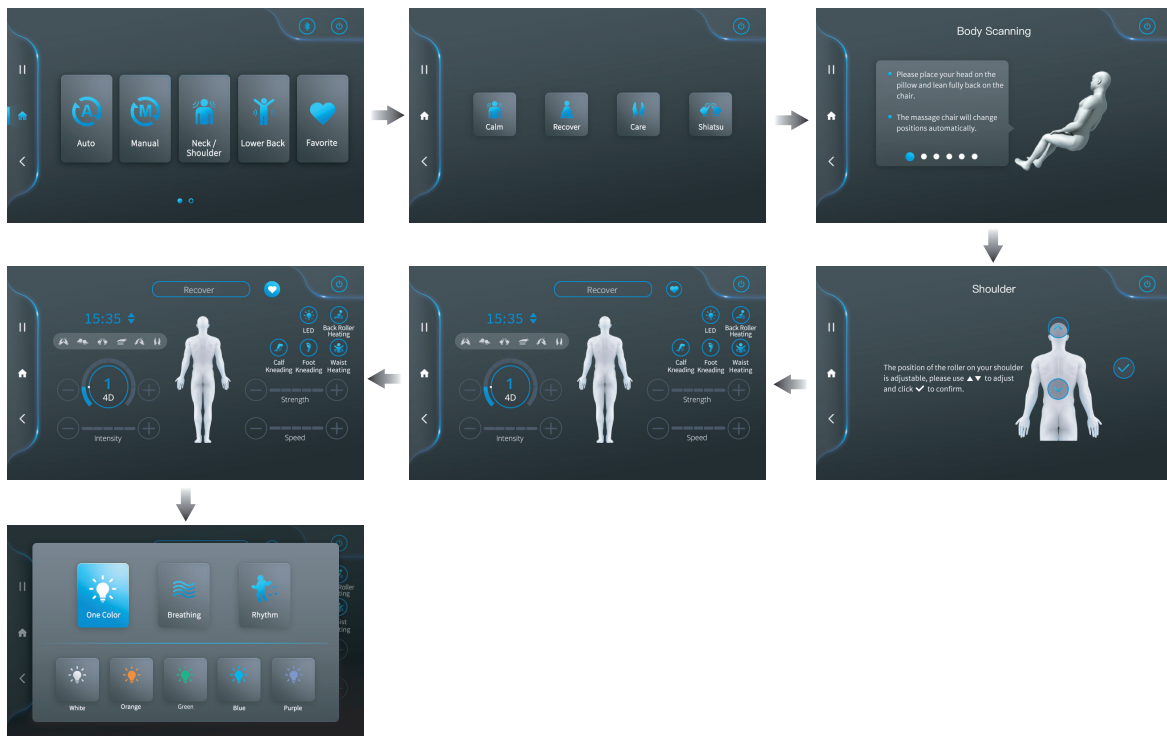 Auto
Manual
Neck /
Shoulder
Lower Back
Favorite
Calm
Recover
Care
Shiatsu
Body Scanning
Please place your head on the
pillow and lean fully back on the
chair.
The massage chair will change
positions automatically.
Shoulder
The position of the roller on your shoulder
is adjustable, please use ▲▼ to adjust
and click ✓ to confirm.
Recover
15:35
LED
Back Roller
Heating
Calf
Kneading
Foot
Kneading
Waist
Heating
1
4D
Strength
Intensity
Speed
Recover
15:35
LED
Back Roller
Heating
Calf
Kneading
Foot
Kneading
Waist
Heating
1
4D
Strength
Intensity
Speed
One Color
Breathing
Rhythm
White
Orange
Green
Blue
Purple